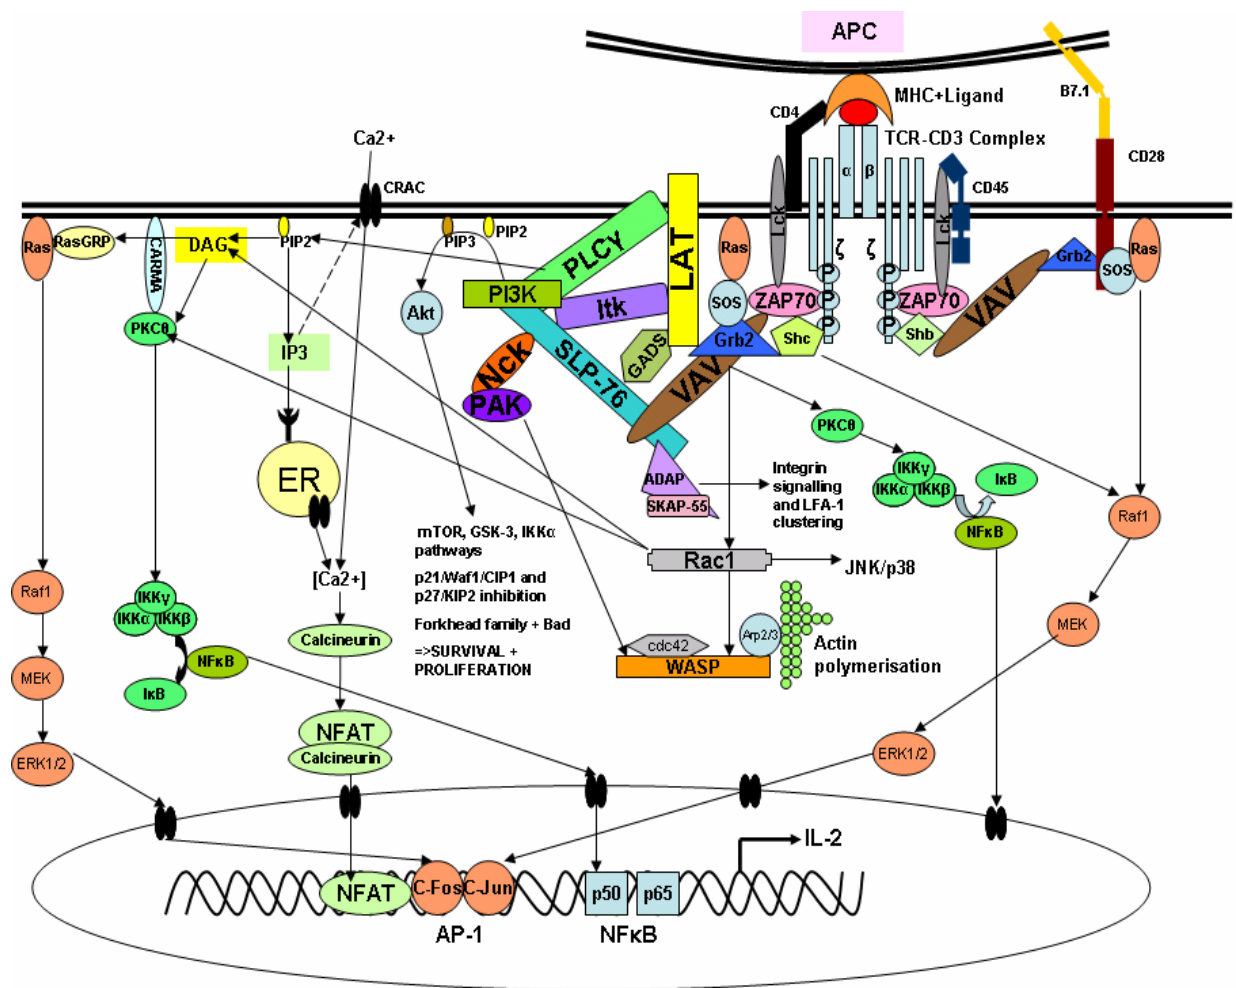 APC
MHC+Ligand
B7.1
CD4
TCR-CD3 Complex
Ca2+
CD28
α
β
CD45
CRAC
Lck
Lck
Ras
RasGRP
CARMA
DAG
PIP2
PIP3
PIP2
PLCγ
LAT
Ras
ζ
ζ
Grb2
SOS
Ras
P
P
PI3K
Itk
SOS
ZAP70
P
P
ZAP70
VAV
Akt
PKCθ
IP3
Nck
SLP-76
GADS
VAV
Grb2
Shc
P
P
Shb
PAK
PKCθ
ER
ADAP
SKAP-55
Integrin
signalling
and LFA-1
clustering
IKKγ
IKKα
IKKβ
IκB
NFκB
Raf1
mTOR, GSK-3, IKKα
pathways
p21/Waf1/CIP1 and
p27/KIP2 inhibition
Forkhead family + Bad
=>SURVIVAL +
PROLIFERATION
Rac1
JNK/p38
[Ca2+]
Raf1
IKKγ
IKKα
IKKβ
Calcineurin
cdc42
WASP
Arp2/3
Actin
polymerisation
MEK
MEK
NFκB
IκB
NFAT
Calcineurin
ERK1/2
ERK1/2
IL-2
NFAT
C-Fos
C-Jun
p50
p65
AP-1
NFκB